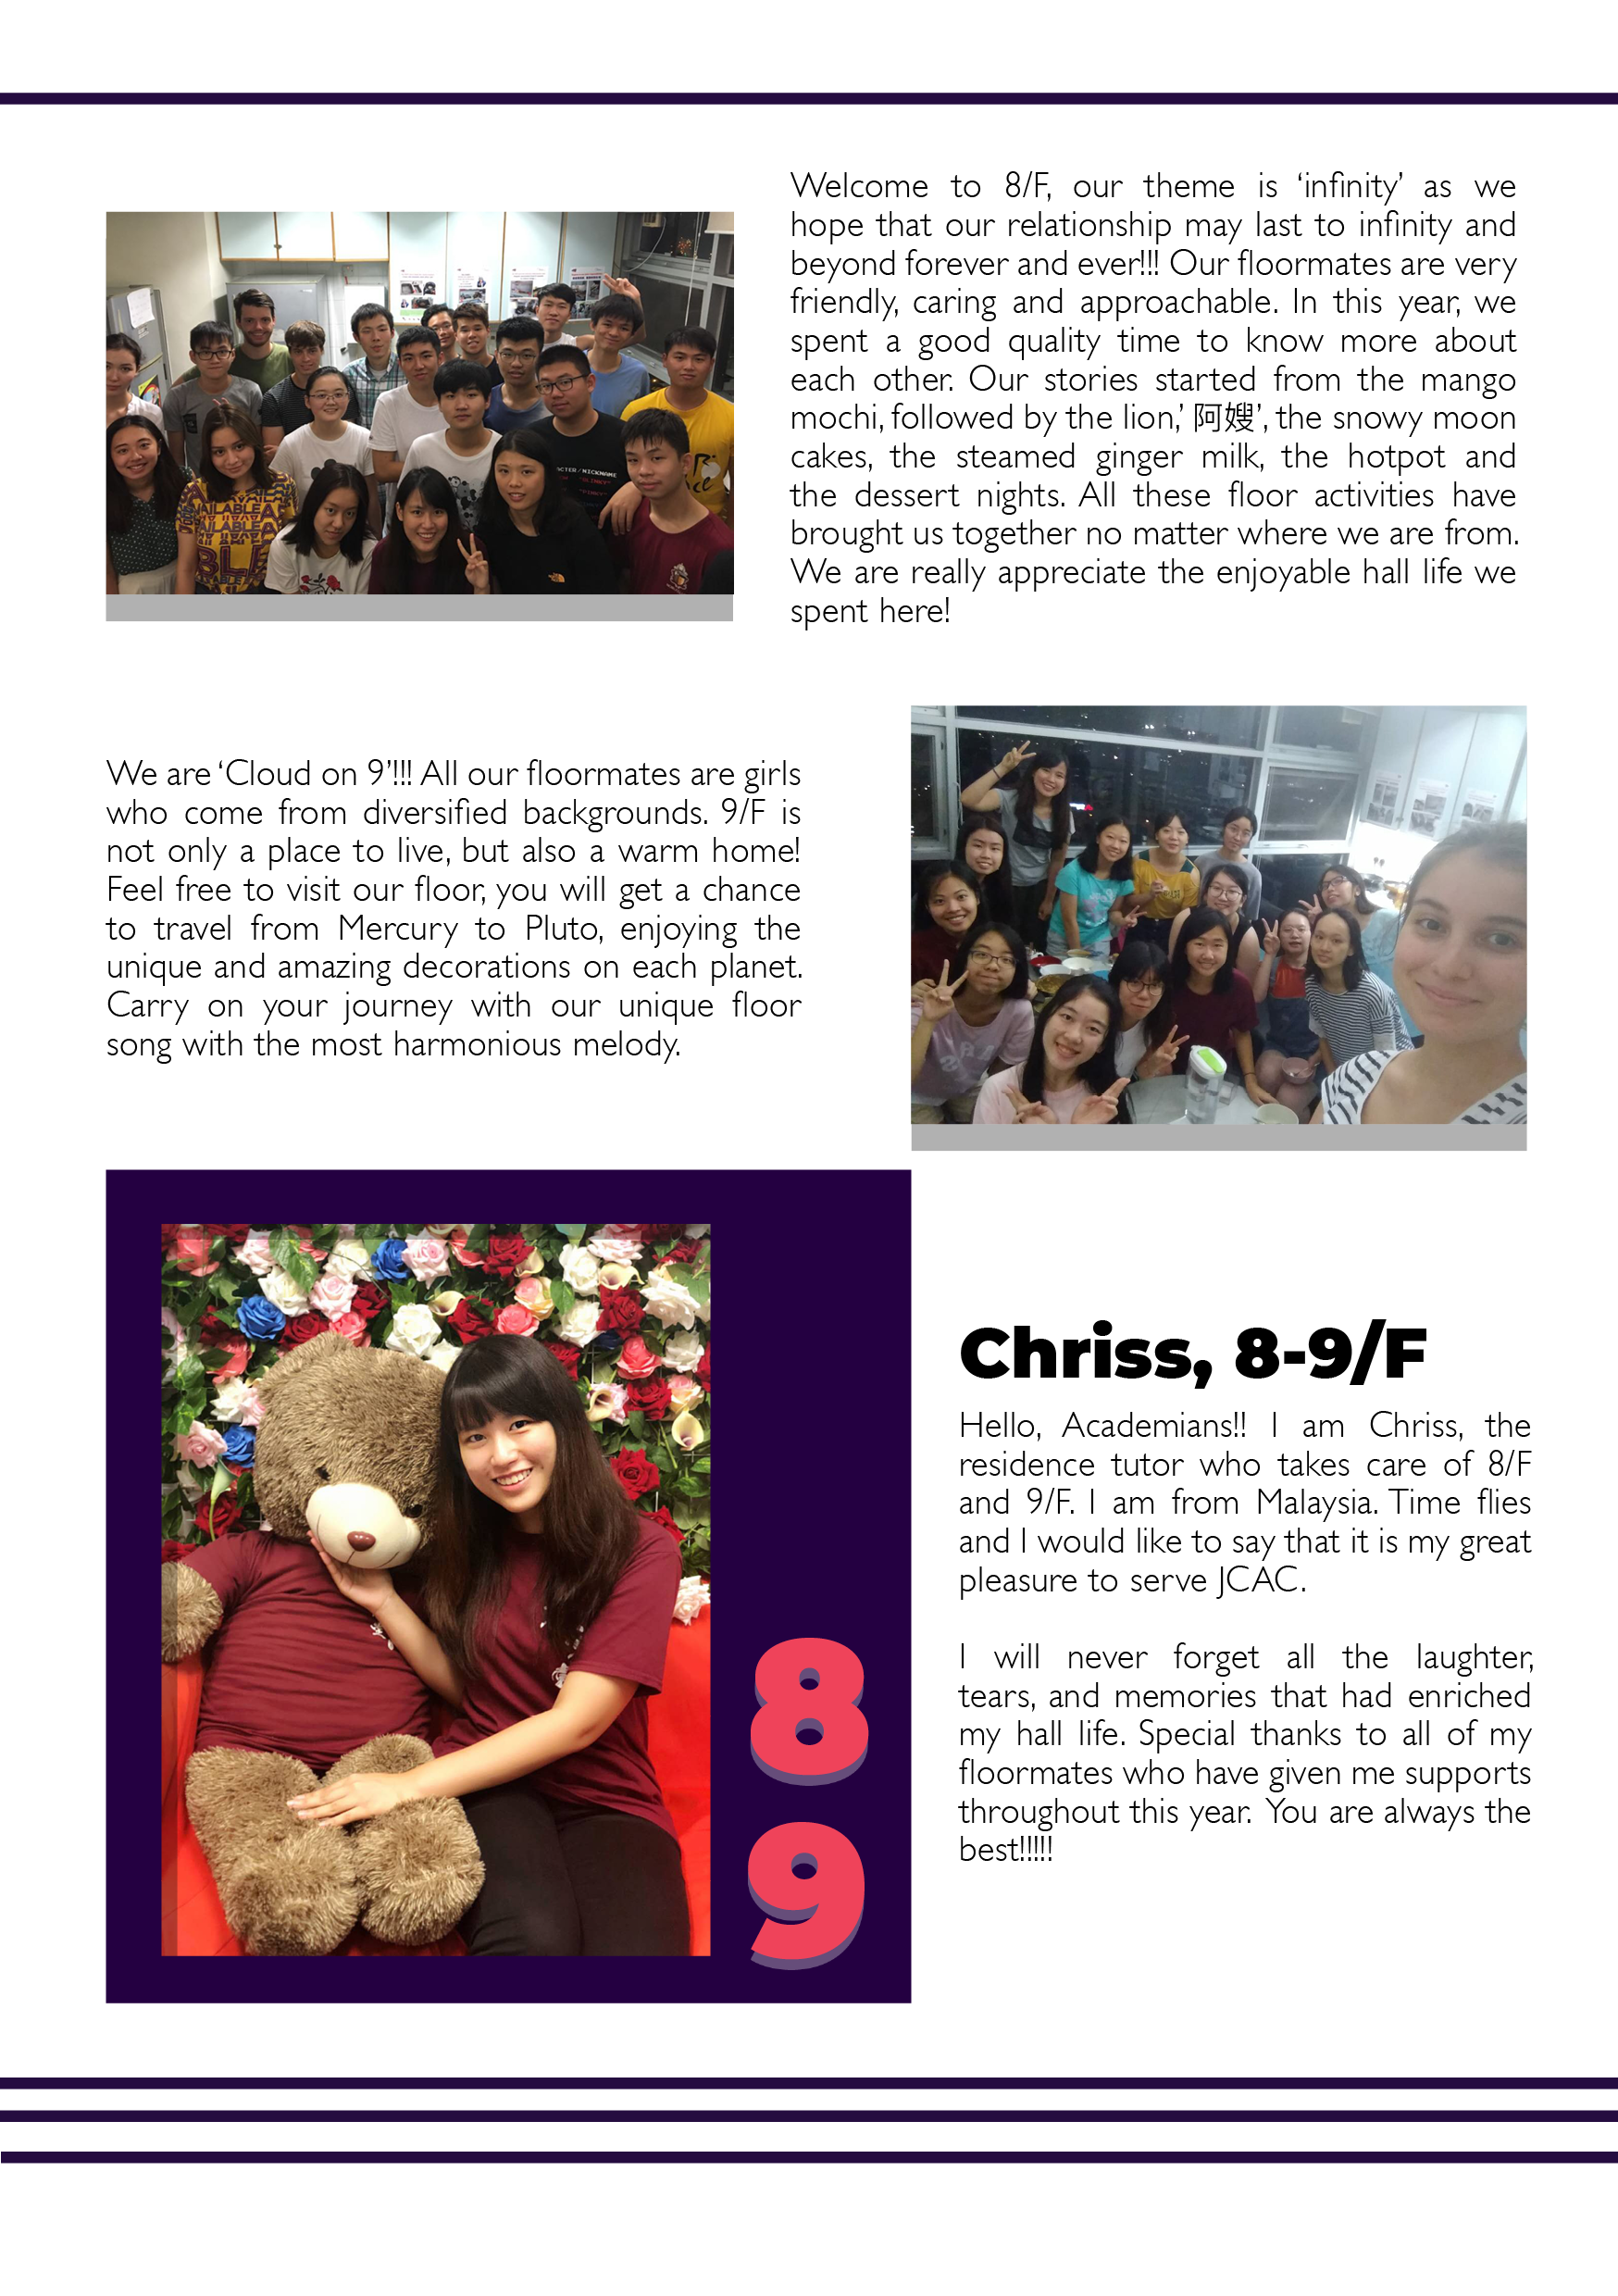 Welcome to 8/F, our theme is ‘infinity’ as we
hope that our relationship may last to infinity and
beyond forever and ever!!! Our floormates are very
friendly, caring and approachable. In this year, we
spent a good quality time to know more about
each other. Our stories started from the mango
mochi, followed by the lion,’ 阿嫂’, the snowy moon
cakes, the steamed ginger milk, the hotpot and
the dessert nights. All these floor activities have
brought us together no matter where we are from.
We are really appreciate the enjoyable hall life we
spent here!
We are ‘Cloud on 9’!!! All our floormates are girls
who come from diversified backgrounds. 9/F is
not only a place to live, but also a warm home!
Feel free to visit our floor, you will get a chance
to travel from Mercury to Pluto, enjoying the
unique and amazing decorations on each planet.
Carry on your journey with our unique floor
song with the most harmonious melody.
8
9
Chriss, 8-9/F
Hello, Academians!! I am Chriss, the
residence tutor who takes care of 8/F
and 9/F. I am from Malaysia. Time flies
and I would like to say that it is my great
pleasure to serve JCAC.
I will never forget all the laughter,
tears, and memories that had enriched
my hall life. Special thanks to all of my
floormates who have given me supports
throughout this year. You are always the
best!!!!!